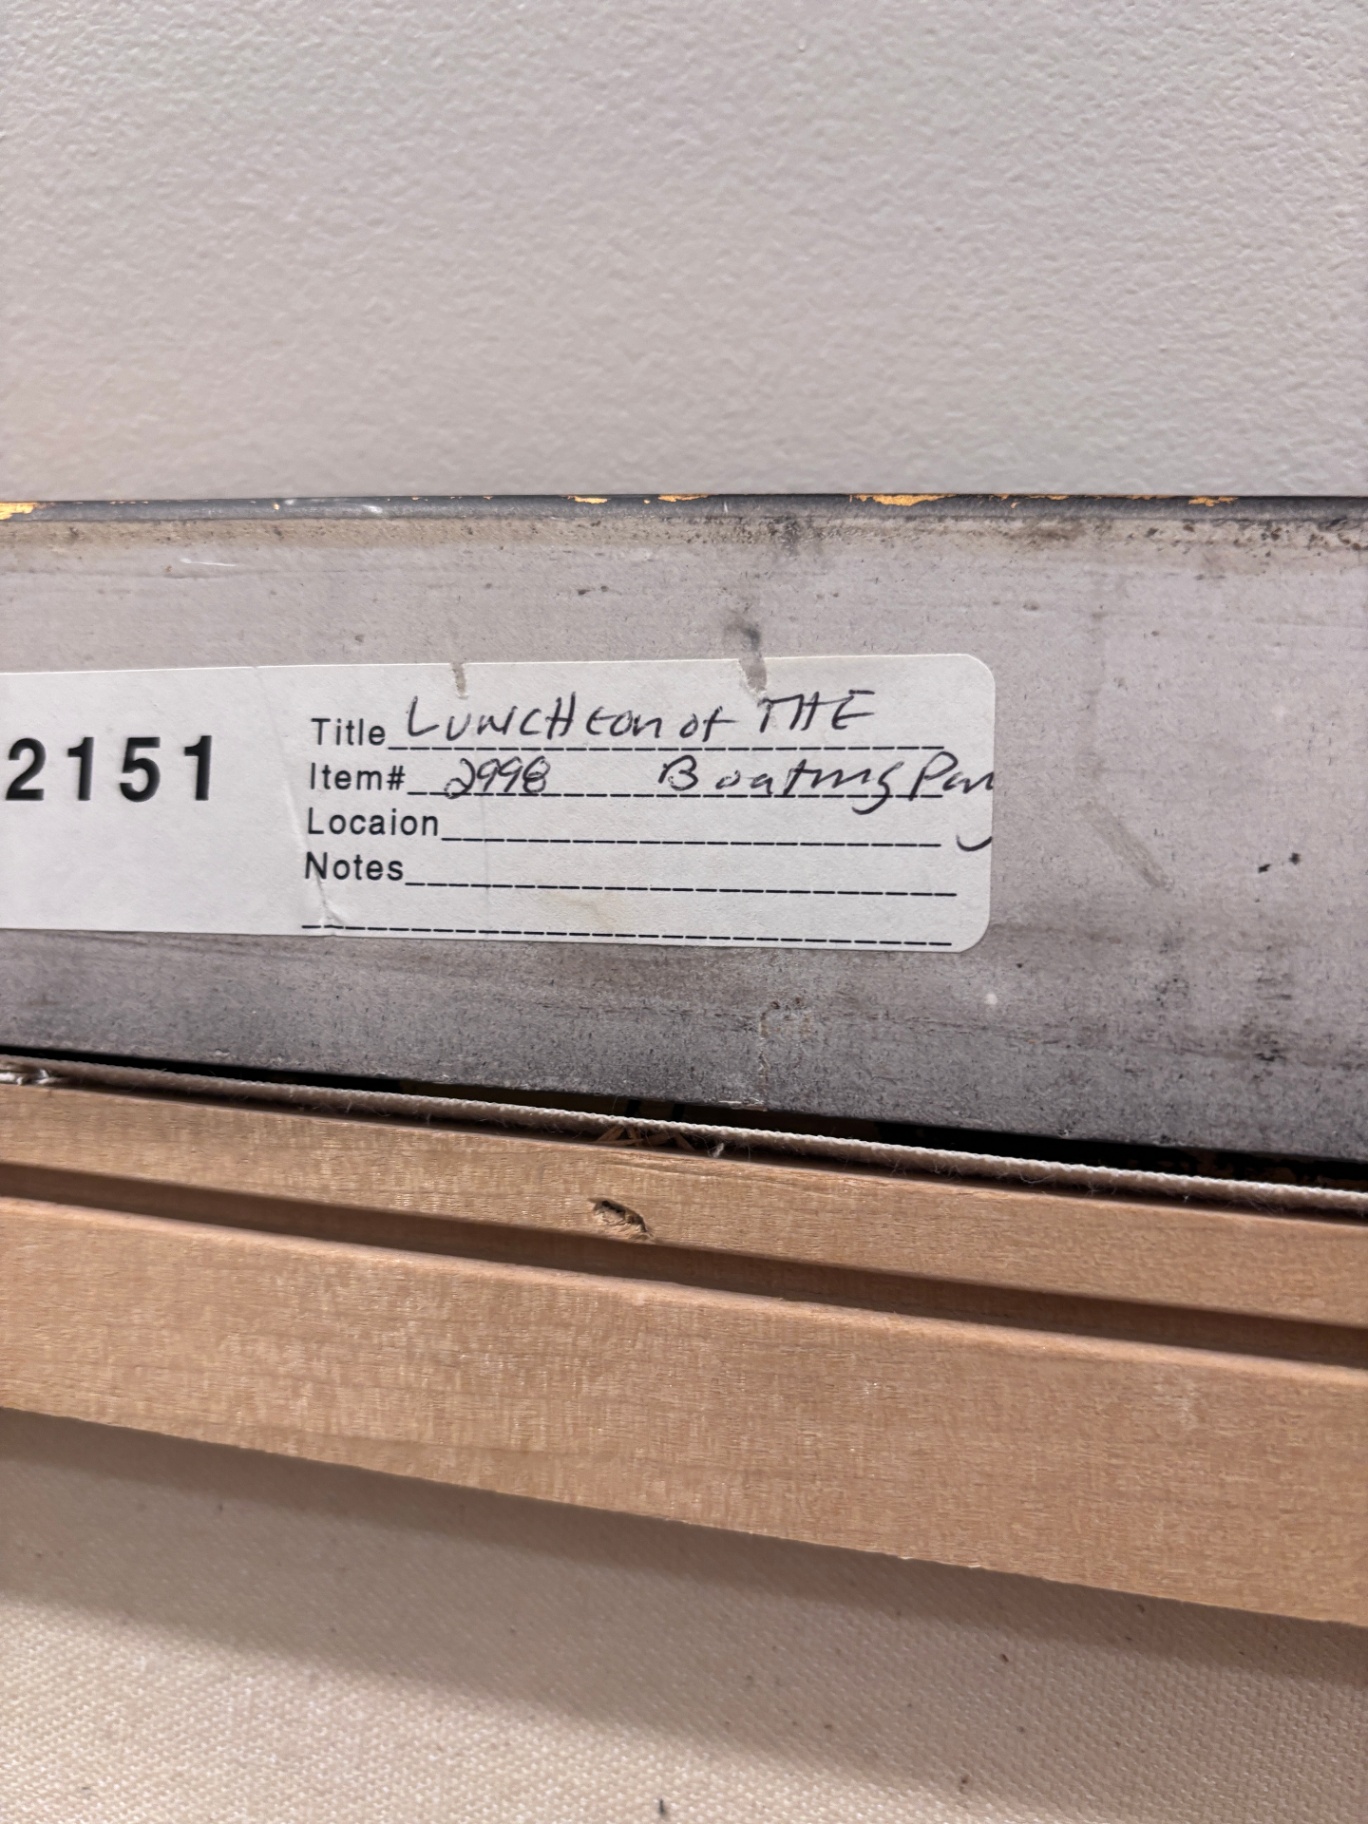 2151
Title LUNCHeon of THE
Item# 2998 Boating Par
Locaion
Notes